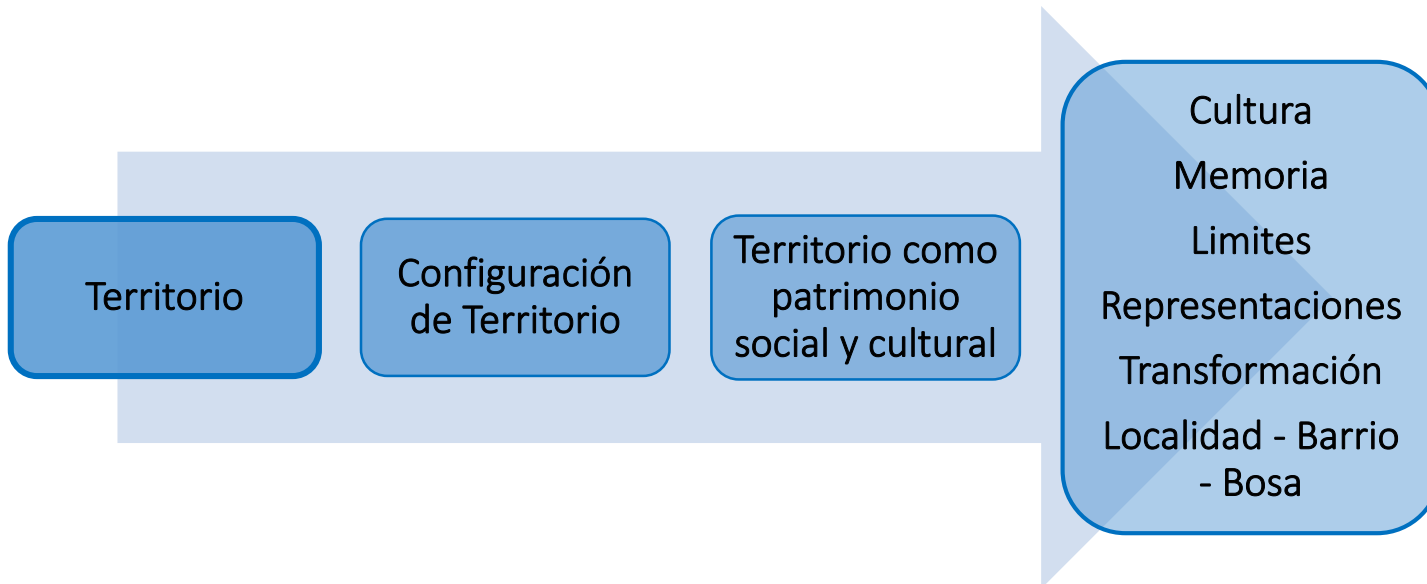 Territorio
Configuración
de Territorio
Territorio como
patrimonio
social y cultural
Cultura
Memoria
Limites
Representaciones
Transformación
Localidad - Barrio
- Bosa